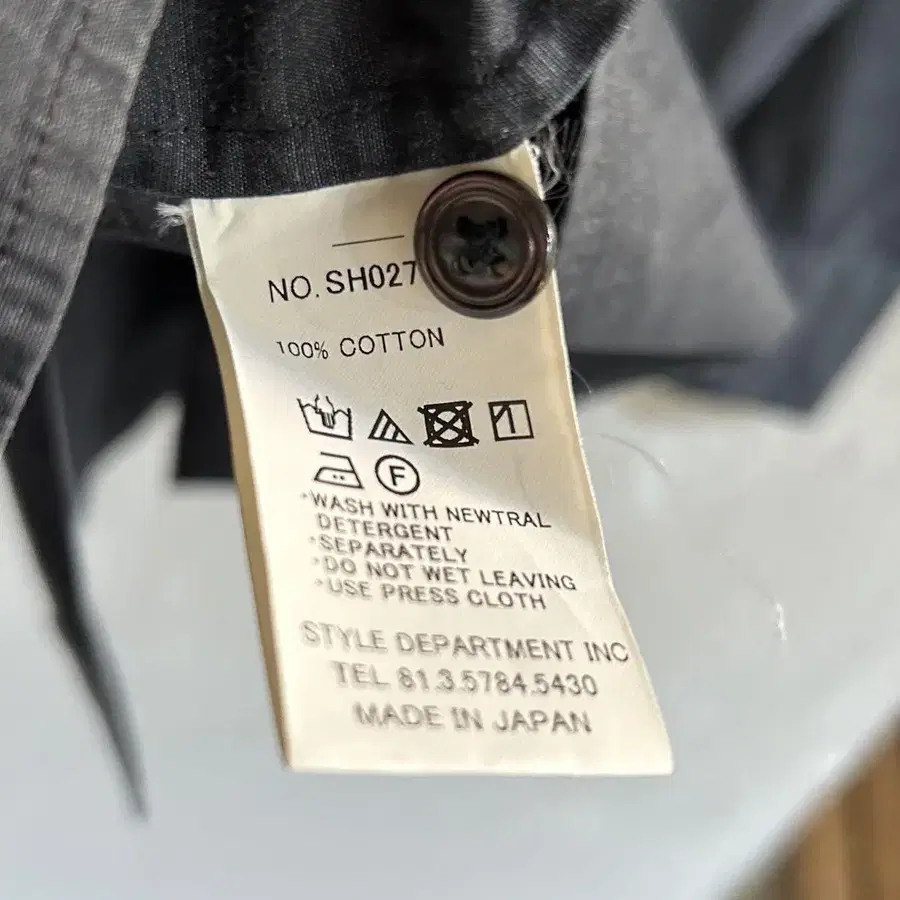 NO. SH027
100% COTTON
F
*WASH WITH NEWTRAL
DETERGENT
*SEPARATELY
*DO NOT WET LEAVING
*USE PRESS CLOTH
STYLE DEPARTMENT INC
TEL 81.3.5784.5430
MADE IN JAPAN